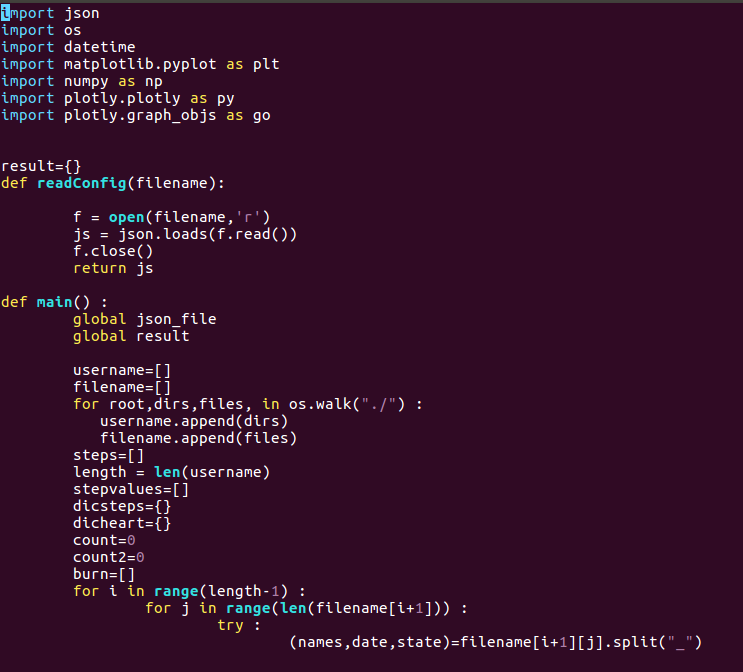 import json
import os
import datetime
import matplotlib.pyplot as plt
import numpy as np
import plotly.plotly as py
import plotly.graph_objs as go

result={}
def readConfig(filename):

        f = open(filename,'r')
        js = json.loads(f.read())
        f.close()
        return js

def main() :
        global json_file
        global result

        username=[]
        filename=[]
        for root,dirs,files, in os.walk("./") :
           username.append(dirs)
           filename.append(files)
        steps=[]
        length = len(username)
        stepvalues=[]
        dicsteps={}
        dicheart={}
        count=0
        count2=0
        burn=[]
        for i in range(length-1) :
                for j in range(len(filename[i+1])) :
                        try :
                                (names,date,state)=filename[i+1][j].split("_")